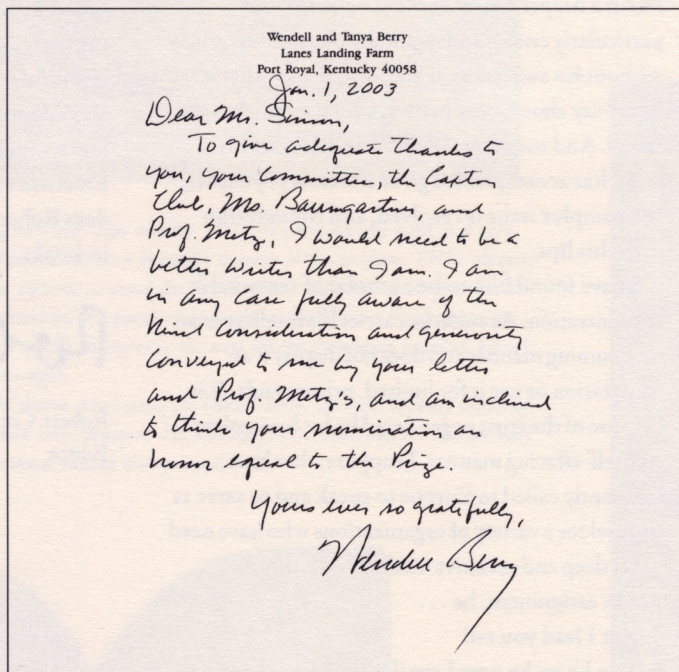 Wendell and Tanya Berry
Lanes Landing Farm
Port Royal, Kentucky 40058
Jan. 1, 2003
Dear Mr. Simon,
To give adequate thanks to
you, your Committee, the Caxton
Club, Ms. Baumgartner, and
Prof. Metz, I would need to be a
better writer than I am. I am
in any case fully aware of the
kind consideration and generosity
conveyed to me by your letter
and Prof. Metz's, and am inclined
to think your nomination an
honor equal to the Prize.
Yours ever so gratefully,
Wendell Berry